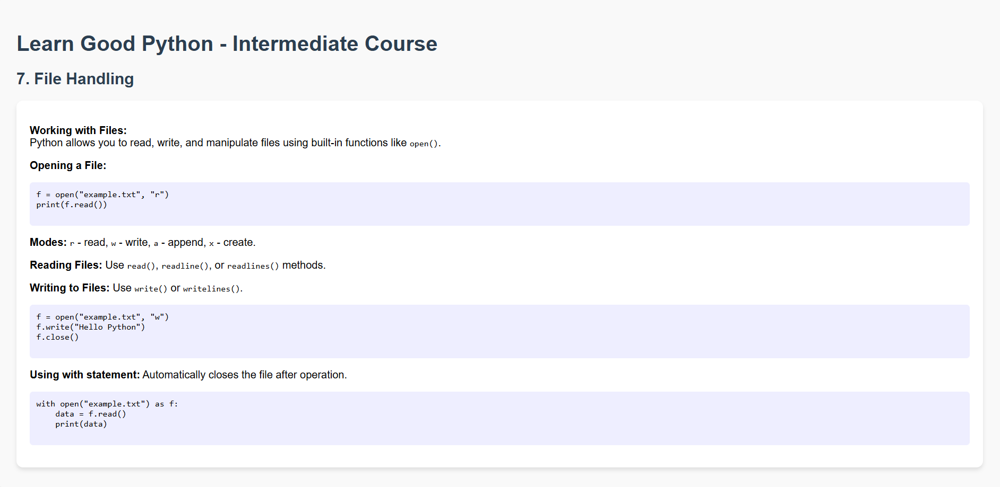 Learn Good Python - Intermediate Course
7. File Handling
Working with Files:
Python allows you to read, write, and manipulate files using built-in functions like open().
Opening a File:
f = open("example.txt", "r")
print(f.read())
Modes: r - read, w - write, a - append, x - create.
Reading Files: Use read(), readline(), or readlines() methods.
Writing to Files: Use write() or writelines().
f = open("example.txt", "w")
f.write("Hello Python")
f.close()
Using with statement: Automatically closes the file after operation.
with open("example.txt") as f:
    data = f.read()
    print(data)